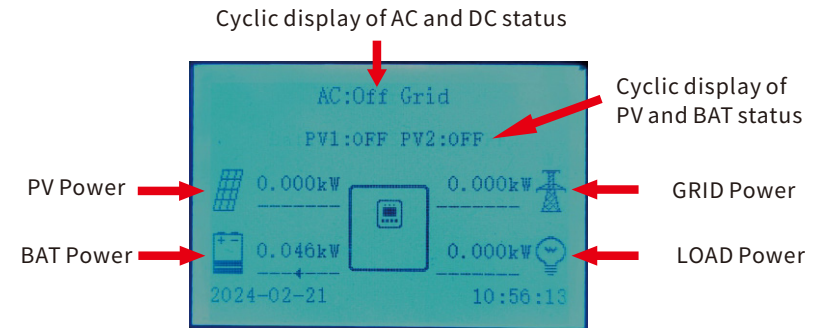 Cyclic display of AC and DC status
AC:Off Grid
Cyclic display of
PV and BAT status
PV1:OFF PV2:OFF
PV Power
0.000kW
0.000kW
GRID Power
BAT Power
0.046kW
0.000kW
LOAD Power
2024-02-21
10:56:13